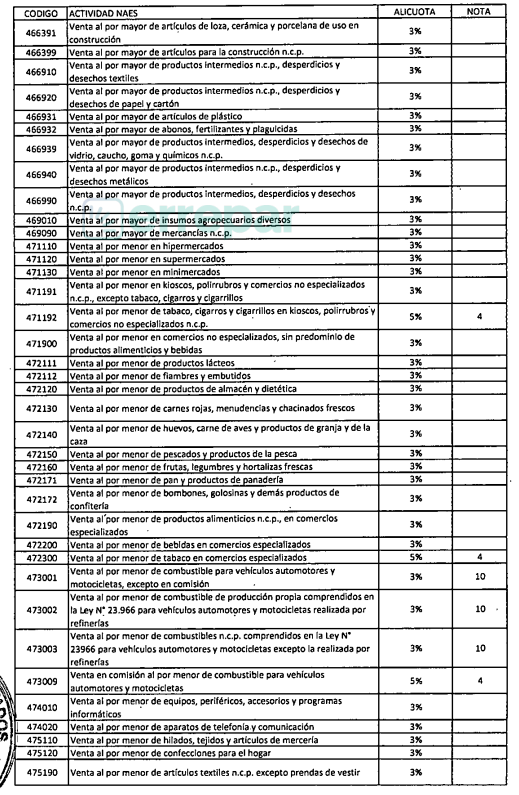 CODIGO ACTIVIDAD NAES ALICUOTA NOTA
466391 Venta al por mayor de artículos de loza, cerámica y porcelana de uso en
construcción 3%
466399 Venta al por mayor de artículos para la construcción n.c.p. 3%
466910 Venta al por mayor de productos intermedios n.c.p., desperdicios y
desechos textiles 3%
466920 Venta al por mayor de productos intermedios n.c.p., desperdicios y
desechos de papel y cartón 3%
466931 Venta al por mayor de artículos de plástico 3%
466932 Venta al por mayor de abonos, fertilizantes y plaguicidas 3%
466939 Venta al por mayor de productos intermedios, desperdicios y desechos de
vidrio, caucho, goma y químicos n.c.p. 3%
466940 Venta al por mayor de productos intermedios n.c.p., desperdicios y
desechos metálicos 3%
466990 Venta al por mayor de productos intermedios, desperdicios y desechos
n.c.p. 3%
errepar
469010 Venta al por mayor de insumos agropecuarios diversos 3%
469090 Venta al por mayor de mercancías n.c.p. 3%
471110 Venta al por menor en hipermercados 3%
471120 Venta al por menor en supermercados 3%
471130 Venta al por menor en minimercados 3%
471191 Venta al por menor en kioscos, polirrubros y comercios no especializados
n.c.p., excepto tabaco, cigarros y cigarrillos 3%
471192 Venta al por menor de tabaco, cigarros y cigarrillos en kioscos, polirrubros y
comercios no especializados n.c.p. 5% 4
471900 Venta al por menor en comercios no especializados, sin predominio de
productos alimenticios y bebidas 3%
472111 Venta al por menor de productos lácteos 3%
472112 Venta al por menor de fiambres y embutidos 3%
472120 Venta al por menor de productos de almacén y dietética 3%
472130 Venta al por menor de carnes rojas, menudencias y chacinados frescos 3%
472140 Venta al por menor de huevos, carne de aves y productos de granja y de la
caza 3%
472150 Venta al por menor de pescados y productos de la pesca 3%
472160 Venta al por menor de frutas, legumbres y hortalizas frescas 3%
472171 Venta al por menor de pan y productos de panadería 3%
472172 Venta al por menor de bombones, golosinas y demás productos de
confitería 3%
472190 Venta al por menor de productos alimenticios n.c.p., en comercios
especializados 3%
472200 Venta al por menor de bebidas en comercios especializados 3%
472300 Venta al por menor de tabaco en comercios especializados 5% 4
473001 Venta al por menor de combustible para vehículos automotores y
motocicletas, excepto en comisión 3% 10
473002 Venta al por menor de combustible de producción propia comprendidos en
la Ley N° 23.966 para vehículos automotores y motocicletas realizada por
refinerías 3% 10
473003 Venta al por menor de combustibles n.c.p. comprendidos en la Ley N°
23966 para vehículos automotores y motocicletas excepto la realizada por
refinerías 3% 10
473009 Venta en comisión al por menor de combustible para vehículos
automotores y motocicletas 5% 4
474010 Venta al por menor de equipos, periféricos, accesorios y programas
informáticos 3%
474020 Venta al por menor de aparatos de telefonía y comunicación 3%
475110 Venta al por menor de hilados, tejidos y artículos de mercería 3%
475120 Venta al por menor de confecciones para el hogar 3%
475190 Venta al por menor de artículos textiles n.c.p. excepto prendas de vestir 3%